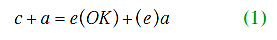 c + a = e(OK) + (e)a (1)